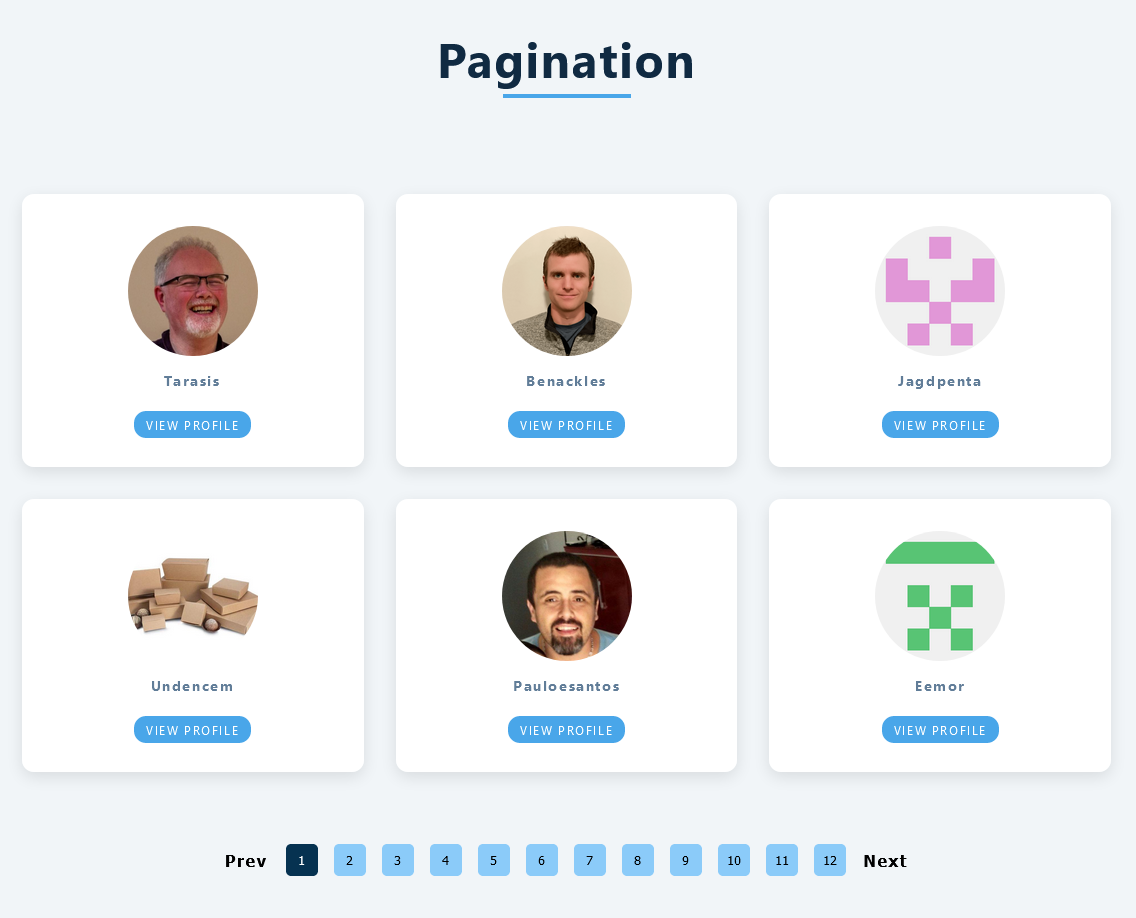 Pagination
Tarasis
Benackles
Jagdpenta
VIEW PROFILE
VIEW PROFILE
VIEW PROFILE
Undencem
Pauloesantos
Eemor
VIEW PROFILE
VIEW PROFILE
VIEW PROFILE
Prev 1 2 3 4 5 6 7 8 9 10 11 12 Next